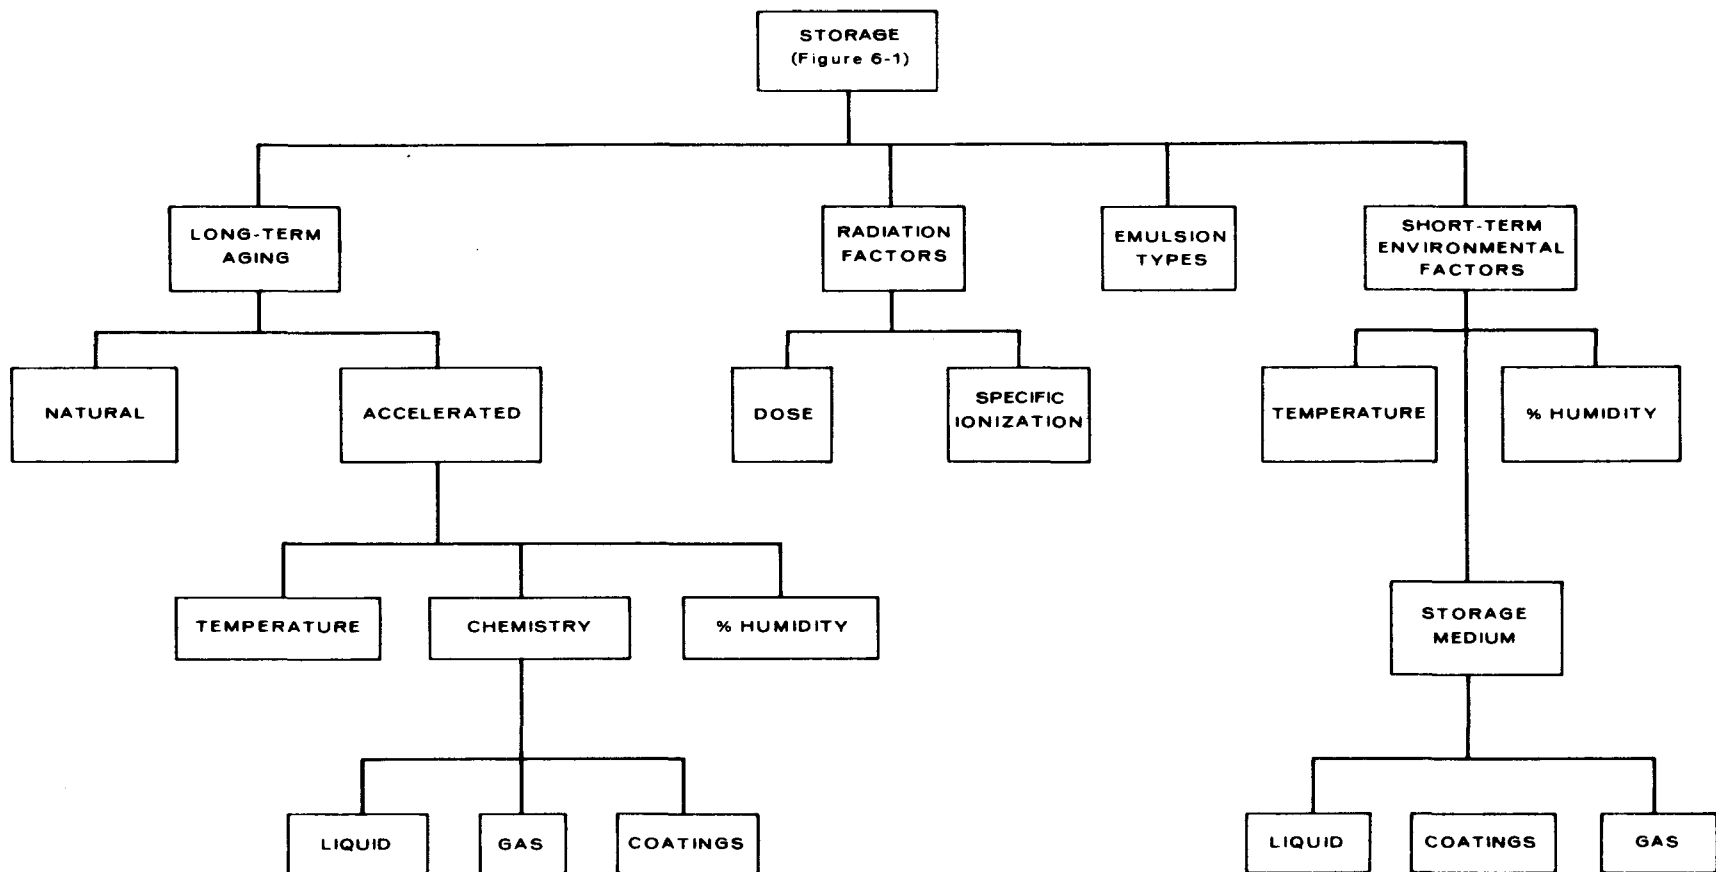 STORAGE
(Figure 6-1)
LONG-TERM
AGING
RADIATION
FACTORS
EMULSION
TYPES
SHORT-TERM
ENVIRONMENTAL
FACTORS
NATURAL
ACCELERATED
DOSE
SPECIFIC
IONIZATION
TEMPERATURE
% HUMIDITY
TEMPERATURE
CHEMISTRY
% HUMIDITY
STORAGE
MEDIUM
LIQUID
GAS
COATINGS
LIQUID
COATINGS
GAS